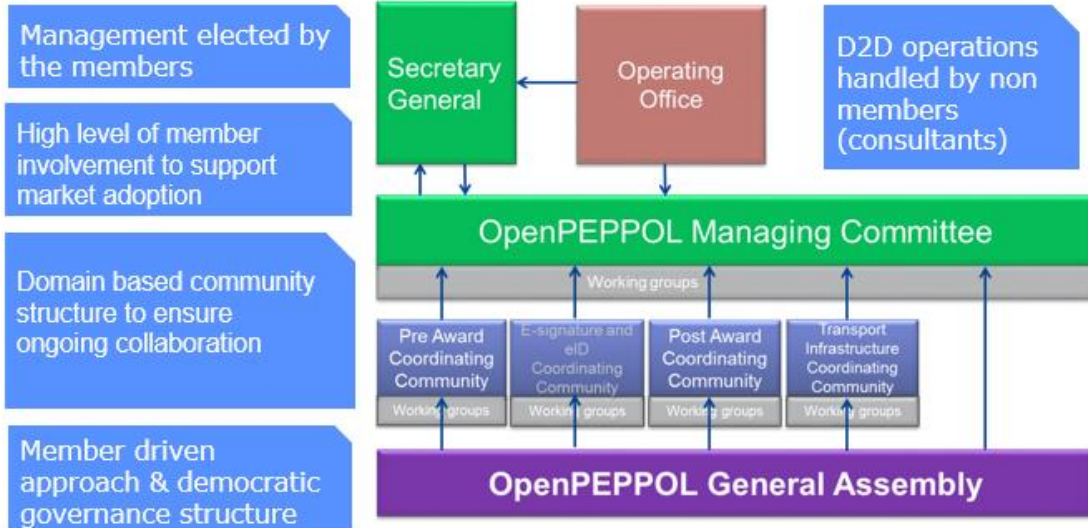 Management elected by
the members
High level of member
involvement to support
market adoption
Domain based community
structure to ensure
ongoing collaboration
Member driven
approach & democratic
governance structure
Secretary
General
Operating
Office
D2D operations
handled by non
members
(consultants)
OpenPEPPOL Managing Committee
Working groups
Pre Award
Coordinating
Community
Working groups
E-signature and
eID
Coordinating
Community
Working groups
Post Award
Coordinating
Community
Working groups
Transport
Infrastructure
Coordinating
Community
Working groups
OpenPEPPOL General Assembly